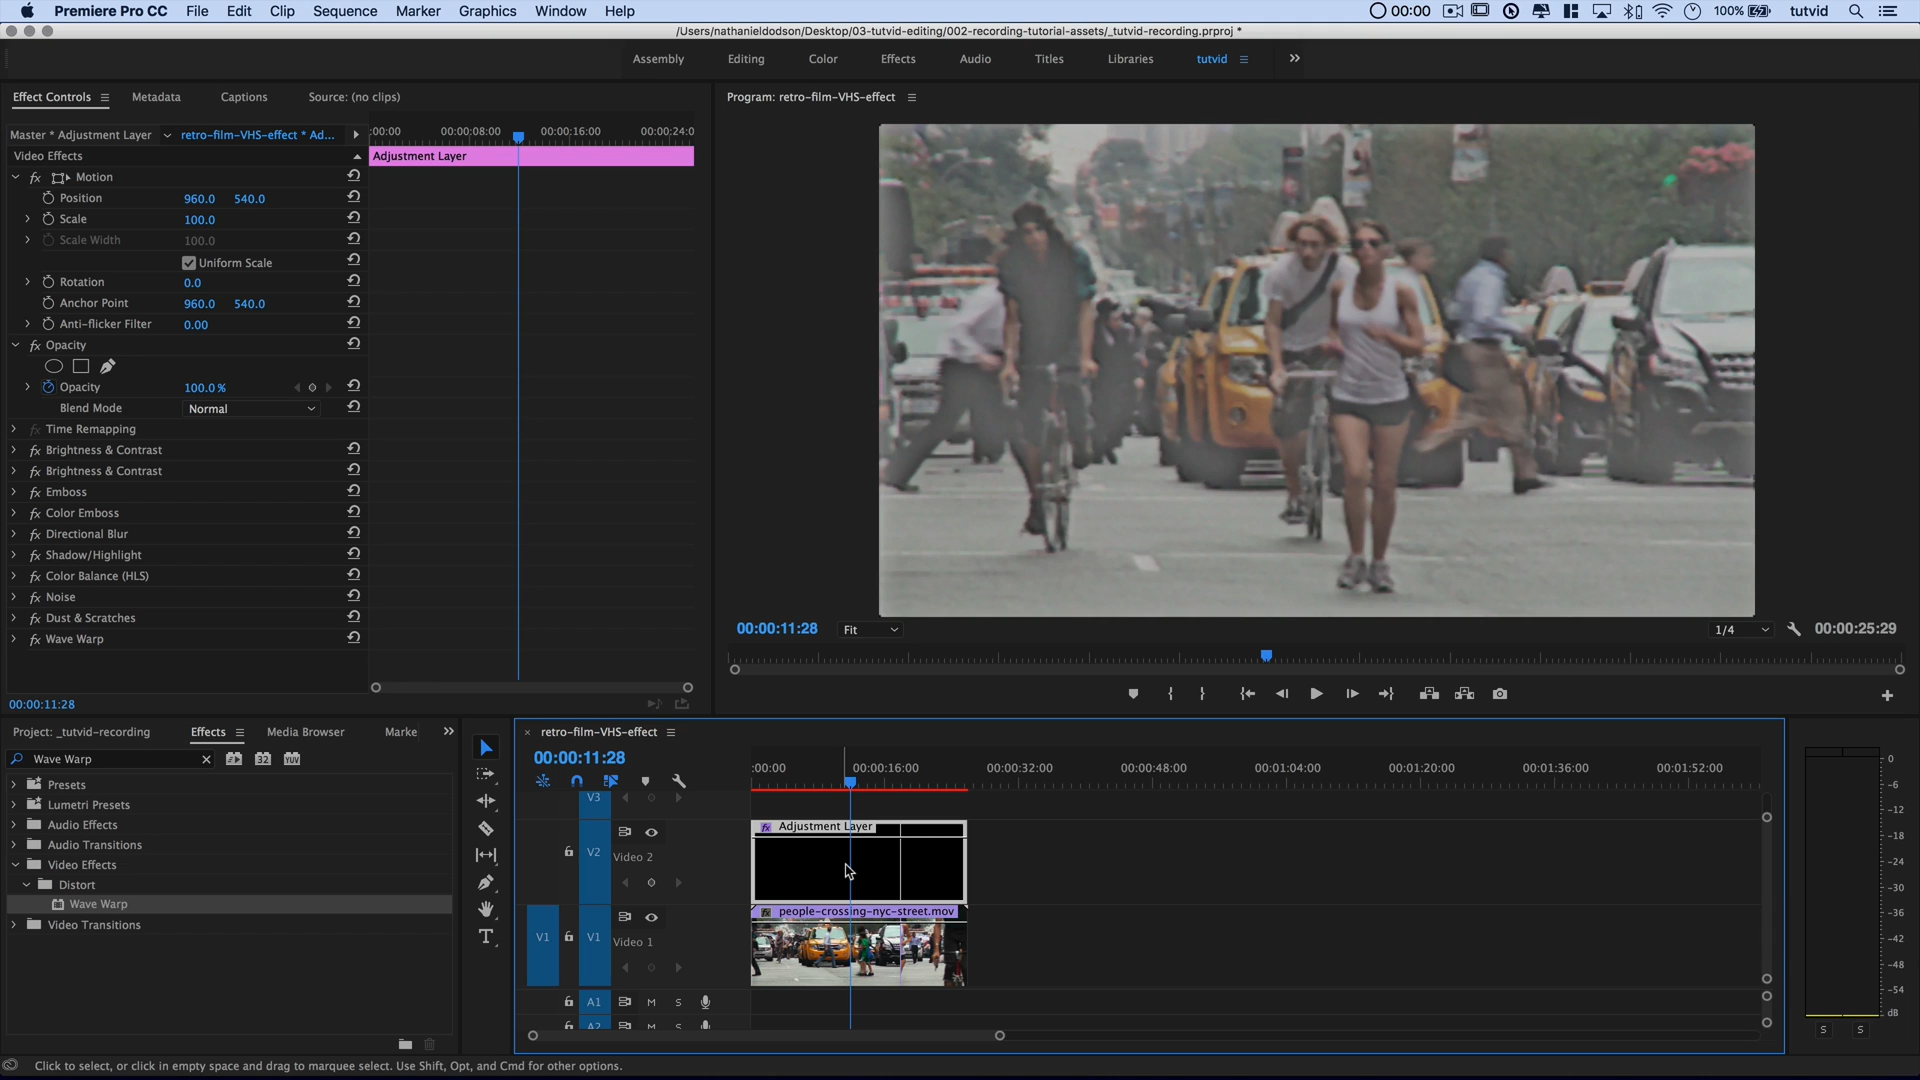 Premiere Pro CC File Edit Clip Sequence Marker Graphics Window Help 00:00 100% tutvid
/Users/nathanieldodson/Desktop/03-tutvid-editing/002-recording-tutorial-assets/_tutvid-recording.prproj *
Assembly Editing Color Effects Audio Titles Libraries tutvid
Effect Controls Metadata Captions Source: (no clips)
Master * Adjustment Layer retro-film-VHS-effect * Ad... :00:00 00:00:08:00 00:00:16:00 00:00:24:0
Video Effects Adjustment Layer
fx Motion
Position 960.0 540.0
Scale 100.0
Scale Width 100.0
Uniform Scale
Rotation 0.0
Anchor Point 960.0 540.0
Anti-flicker Filter 0.00
fx Opacity
Opacity 100.0 %
Blend Mode Normal
fx Time Remapping
fx Brightness & Contrast
fx Brightness & Contrast
fx Emboss
fx Color Emboss
fx Directional Blur
fx Shadow/Highlight
fx Color Balance (HLS)
fx Noise
fx Dust & Scratches
fx Wave Warp
00:00:11:28
Program: retro-film-VHS-effect
00:00:11:28 Fit 1/4 00:00:25:29
Project: _tutvid-recording Effects Media Browser Marke
Wave Warp 32 YUV
Presets
Lumetri Presets
Audio Effects
Audio Transitions
Video Effects
Distort
Wave Warp
Video Transitions
retro-film-VHS-effect
00:00:11:28
:00:00 00:00:16:00 00:00:32:00 00:00:48:00 00:01:04:00 00:01:20:00 00:01:36:00 00:01:52:00
V3
fx Adjustment Layer
V2 Video 2
fx people-crossing-nyc-street.mov
V1 V1 Video 1
A1 M S
A2 M S
0
-6
-12
-18
-24
-30
-36
-42
-48
-54
dB
S S
Click to select, or click in empty space and drag to marquee select. Use Shift, Opt, and Cmd for other options.